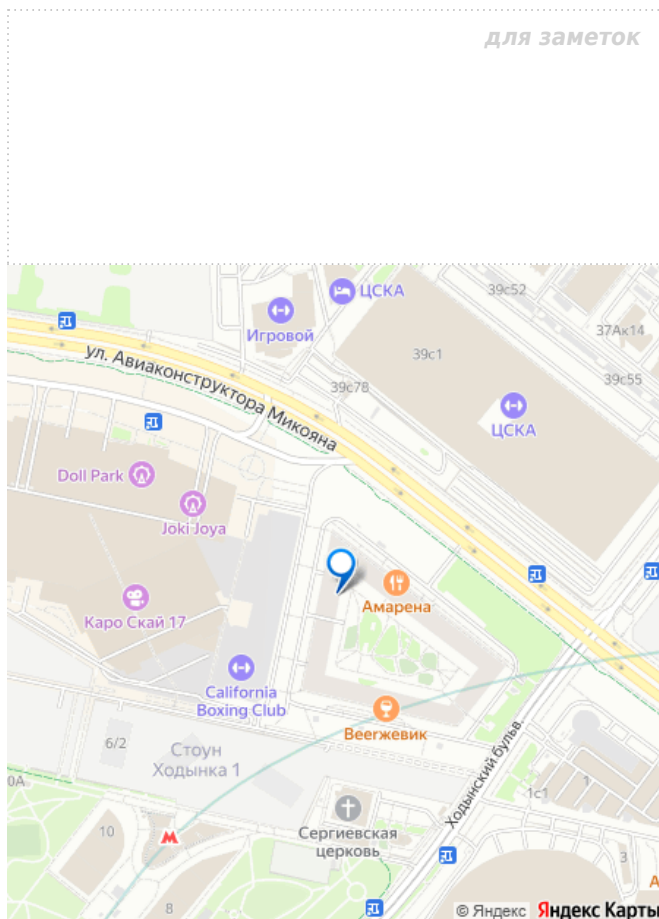 для заметок
ЦСКА
39с52
Игровой
37Ак14
39с1
39с55
ул. Авиаконструктора Микояна
39с78
ЦСКА
Doll Park
Joki Joya
Амарена
Каро Скай 17
California
Boxing Club
Beerжевик
6/2
Стоун
Ходынка 1
Ходынский бульв.
0А
1с1
1
10
Сергиевская
церковь
3
8
А
© Яндекс Яндекс Карты